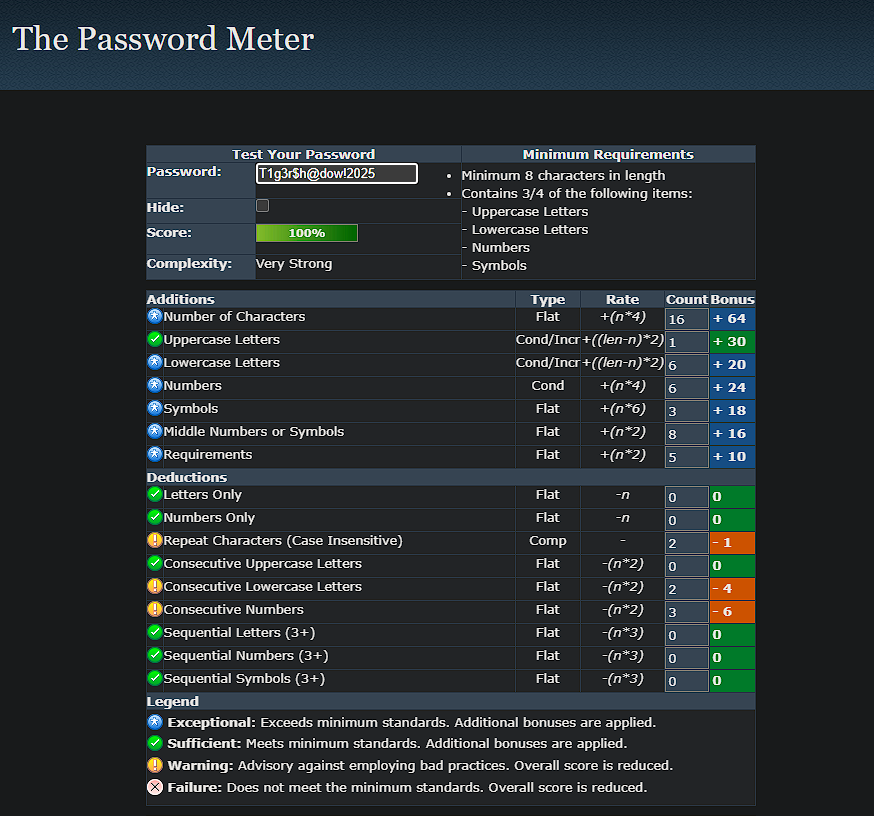 The Password Meter
Test Your Password
Minimum Requirements
Password: T1g3r$h@dow!2025
Hide:
Score: 100%
Complexity: Very Strong
• Minimum 8 characters in length
• Contains 3/4 of the following items:
- Uppercase Letters
- Lowercase Letters
- Numbers
- Symbols
Additions Type Rate Count Bonus
Number of Characters Flat +(n*4) 16 + 64
Uppercase Letters Cond/Incr +((len-n)*2) 1 + 30
Lowercase Letters Cond/Incr +((len-n)*2) 6 + 20
Numbers Cond +(n*4) 6 + 24
Symbols Flat +(n*6) 3 + 18
Middle Numbers or Symbols Flat +(n*2) 8 + 16
Requirements Flat +(n*2) 5 + 10
Deductions
Letters Only Flat -n 0 0
Numbers Only Flat -n 0 0
Repeat Characters (Case Insensitive) Comp - 2 - 1
Consecutive Uppercase Letters Flat -(n*2) 0 0
Consecutive Lowercase Letters Flat -(n*2) 2 - 4
Consecutive Numbers Flat -(n*2) 3 - 6
Sequential Letters (3+) Flat -(n*3) 0 0
Sequential Numbers (3+) Flat -(n*3) 0 0
Sequential Symbols (3+) Flat -(n*3) 0 0
Legend
Exceptional: Exceeds minimum standards. Additional bonuses are applied.
Sufficient: Meets minimum standards. Additional bonuses are applied.
Warning: Advisory against employing bad practices. Overall score is reduced.
Failure: Does not meet the minimum standards. Overall score is reduced.